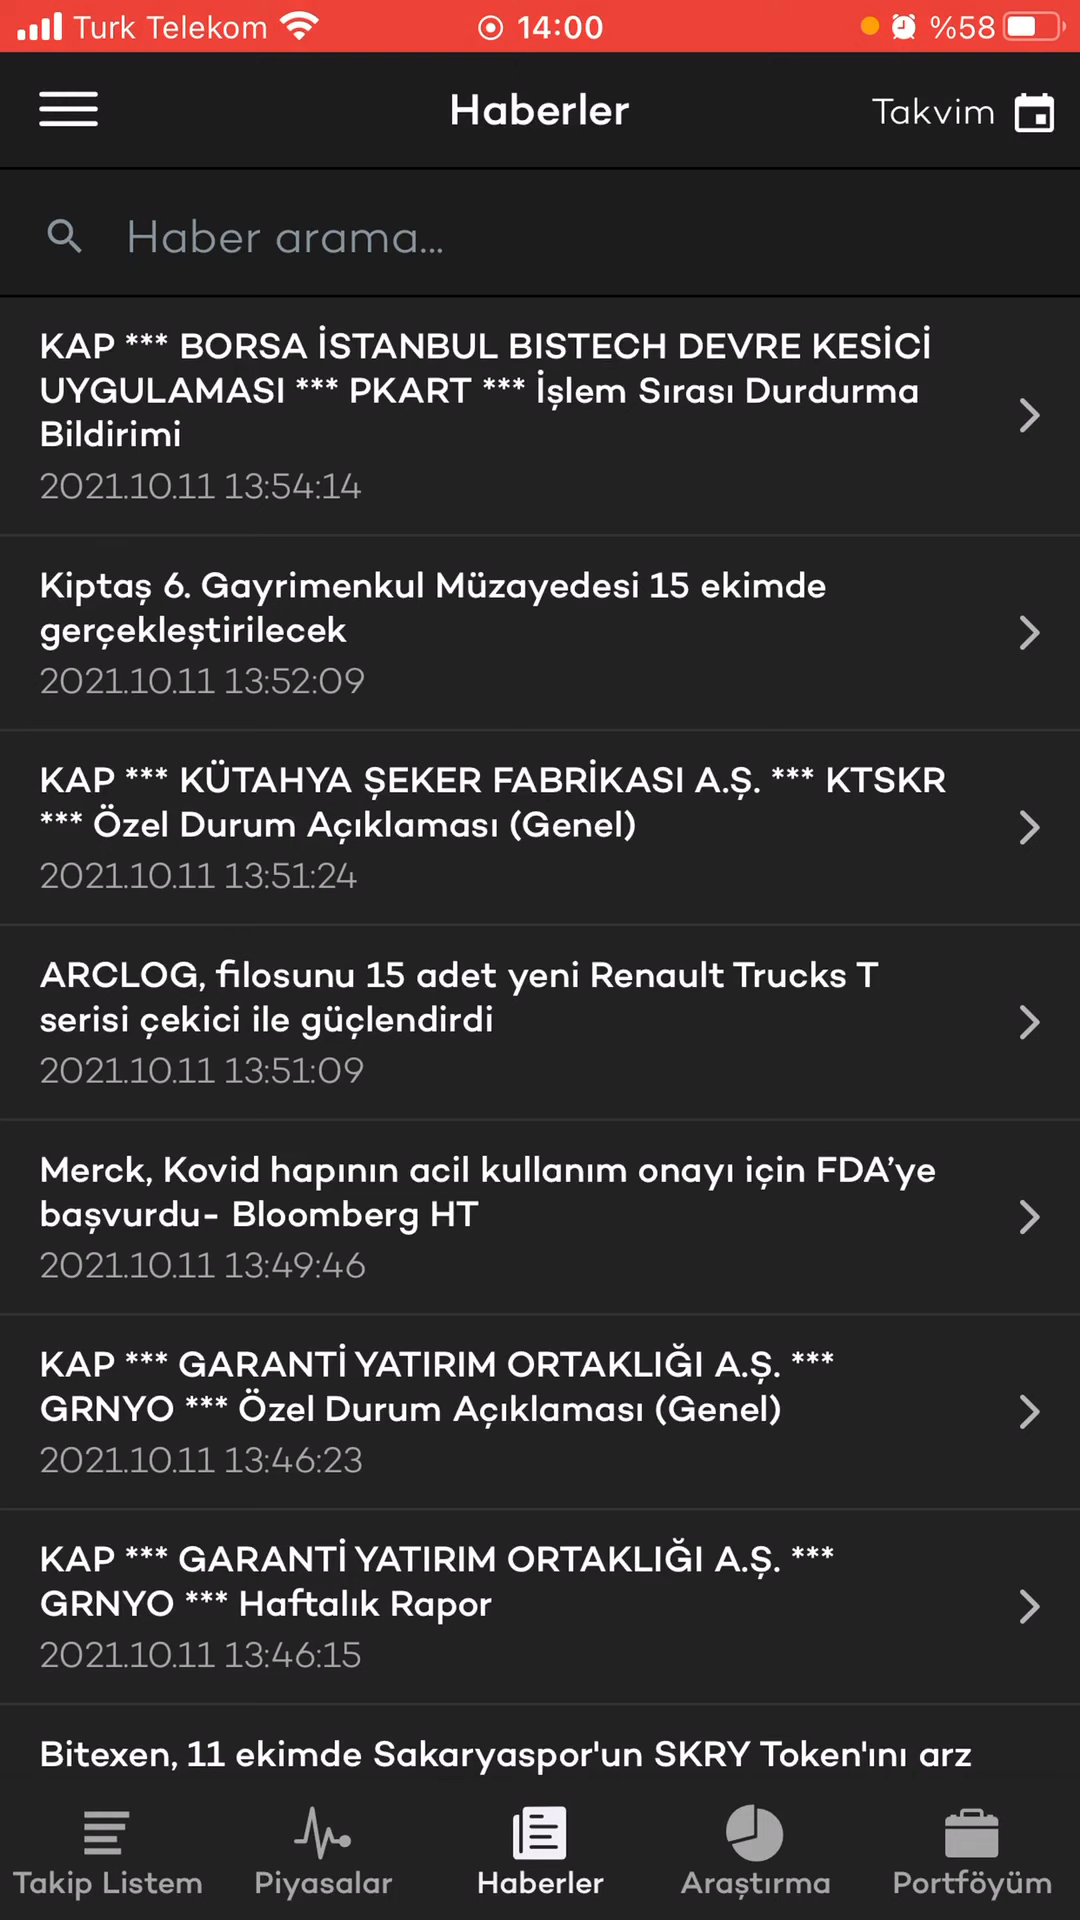 Turk Telekom 14:00 %58
Haberler Takvim
Haber arama...
KAP *** BORSA İSTANBUL BISTECH DEVRE KESİCİ
UYGULAMASI *** PKART *** İşlem Sırası Durdurma
Bildirimi
2021.10.11 13:54:14
Kiptaş 6. Gayrimenkul Müzayedesi 15 ekimde
gerçekleştirilecek
2021.10.11 13:52:09
KAP *** KÜTAHYA ŞEKER FABRİKASI A.Ş. *** KTSKR
*** Özel Durum Açıklaması (Genel)
2021.10.11 13:51:24
ARCLOG, filosunu 15 adet yeni Renault Trucks T
serisi çekici ile güçlendirdi
2021.10.11 13:51:09
Merck, Kovid hapının acil kullanım onayı için FDA’ye
başvurdu- Bloomberg HT
2021.10.11 13:49:46
KAP *** GARANTİ YATIRIM ORTAKLIĞI A.Ş. ***
GRNYO *** Özel Durum Açıklaması (Genel)
2021.10.11 13:46:23
KAP *** GARANTİ YATIRIM ORTAKLIĞI A.Ş. ***
GRNYO *** Haftalık Rapor
2021.10.11 13:46:15
Bitexen, 11 ekimde Sakaryaspor'un SKRY Token'ını arz
Takip Listem Piyasalar Haberler Araştırma Portföyüm